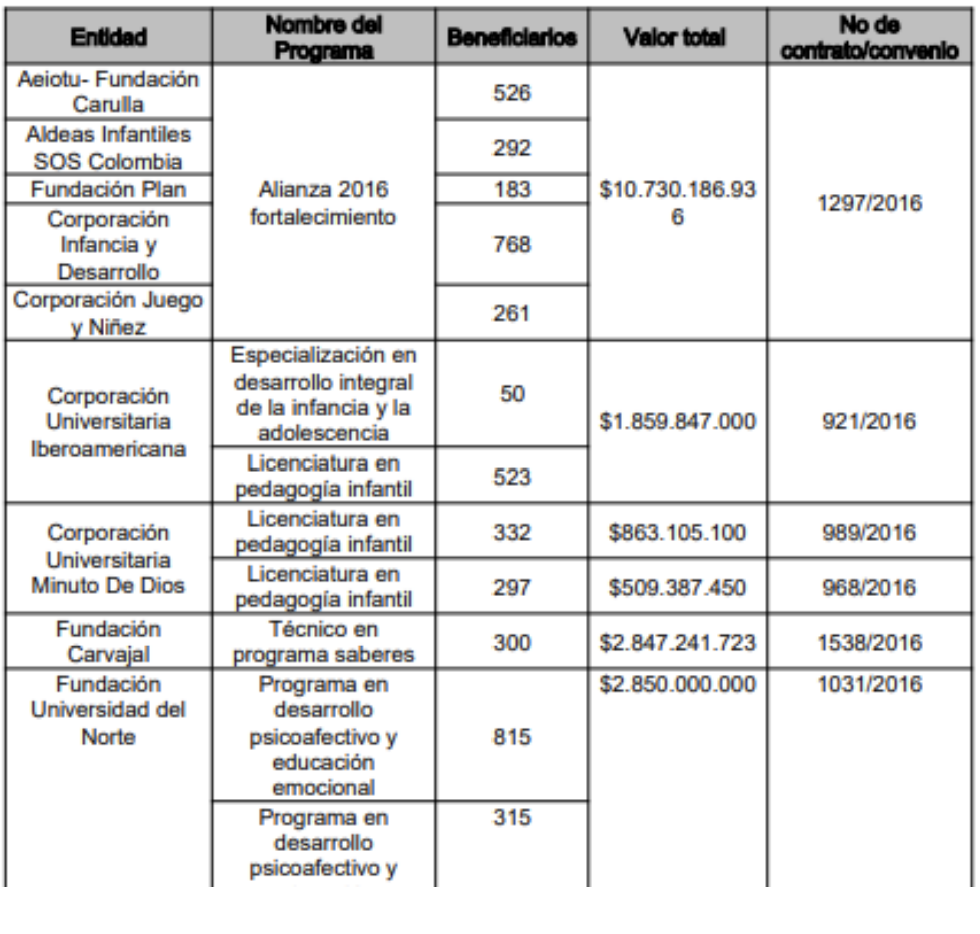 Entidad
Nombre del
Programa
Beneficiarios
Valor total
No de
contrato/convenio
Aeiotu- Fundación
Carulla
Alianza 2016
fortalecimiento
526
$10.730.186.93
6
1297/2016
Aldeas Infantiles
SOS Colombia
292
Fundación Plan
183
Corporación
Infancia y
Desarrollo
768
Corporación Juego
y Niñez
261
Corporación
Universitaria
Iberoamericana
Especialización en
desarrollo integral
de la infancia y la
adolescencia
50
$1.859.847.000
921/2016
Licenciatura en
pedagogía infantil
523
Corporación
Universitaria
Minuto De Dios
Licenciatura en
pedagogía infantil
332
$863.105.100
989/2016
Licenciatura en
pedagogía infantil
297
$509.387.450
968/2016
Fundación
Carvajal
Técnico en
programa saberes
300
$2.847.241.723
1538/2016
Fundación
Universidad del
Norte
Programa en
desarrollo
psicoafectivo y
educación
emocional
815
$2.850.000.000
1031/2016
Programa en
desarrollo
psicoafectivo y
315